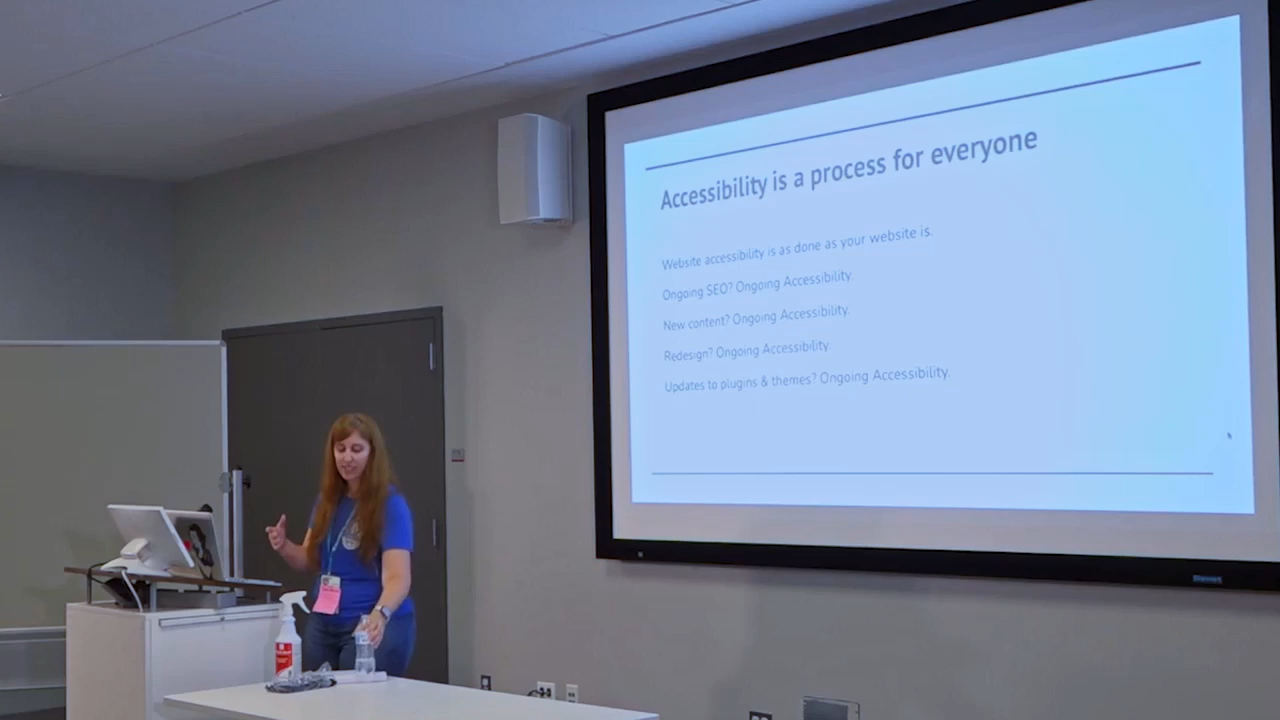 Accessibility is a process for everyone
Website accessibility is as done as your website is.
Ongoing SEO? Ongoing Accessibility.
New content? Ongoing Accessibility.
Redesign? Ongoing Accessibility.
Updates to plugins & themes? Ongoing Accessibility.